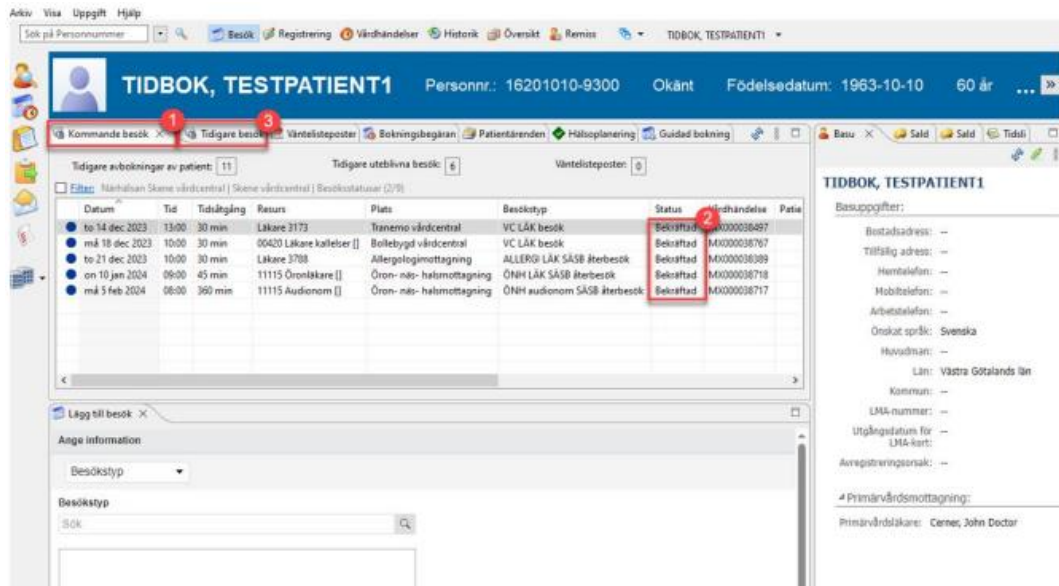 Arkiv Visa Uppgift Hjälp
Sök på Personnummer Besök Registrering Vårdhändelser Historik Översikt Remiss TIDBOK, TESTPATIENT1
TIDBOK, TESTPATIENT1 Personnr.: 16201010-9300 Okänt Födelsedatum: 1963-10-10 60 år ... »
1 3
Kommande besök Tidigare besök Väntelisteposter Bokningsbegäran Patientärenden Hälsoplanering Guidad bokning
Basu Sald Sald Tidsli
Tidigare avbokningar av patient: 11 Tidigare uteblivna besök: 6 Väntelisteposter: 0
Filter: Närhälsan Skene vårdcentral | Skene vårdcentral | Besöksstatusar (2/9)
Datum Tid Tidsåtgång Resurs Plats Besökstyp Status Vårdhändelse Patie
to 14 dec 2023 13:00 30 min Läkare 3173 Tranemo vårdcentral VC LÄK besök Bekräftad MX000038497
2
må 18 dec 2023 10:00 30 min 00420 Läkare kallelser [] Bollebygd vårdcentral VC LÄK besök Bekräftad MX000038767
to 21 dec 2023 10:00 30 min Läkare 3788 Allergologimottagning ALLERGI LÄK SÄSB återbesök Bekräftad MX000038389
on 10 jan 2024 09:00 45 min 11115 Öronläkare [] Öron- näs- halsmottagning ÖNH LÄK SÄSB återbesök Bekräftad MX000038718
må 5 feb 2024 08:00 360 min 11115 Audionom [] Öron- näs- halsmottagning ÖNH audionom SÄSB återbesök Bekräftad MX000038717
Lägg till besök
Ange information
Besökstyp
Besökstyp
Sök
TIDBOK, TESTPATIENT1
Basuppgifter:
Bostadsadress: --
Tillfällig adress: --
Hemtelefon: --
Mobiltelefon: --
Arbetstelefon: --
Önskat språk: Svenska
Huvudman: --
Län: Västra Götalands län
Kommun: --
LMA-nummer: --
Utgångsdatum för --
LMA-kort:
Avregistreringsorsak: --
Primärvårdsmottagning:
Primärvårdsläkare: Cerner, John Doctor